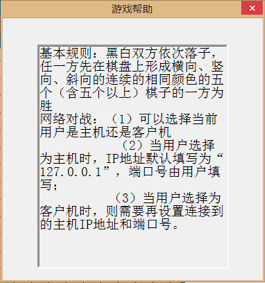 游戏帮助
基本规则：黑白双方依次落子，
任一方先在棋盘上形成横向、竖
向、斜向的连续的相同颜色的五
个（含五个以上）棋子的一方为
胜
网络对战：（1）可以选择当前
用户是主机还是客户机
（2）当用户选择
为主机时，IP地址默认填写为“
127.0.0.1”，端口号由用户填
写；
（3）当用户选择为
客户机时，则需要再设置连接到
的主机IP地址和端口号。